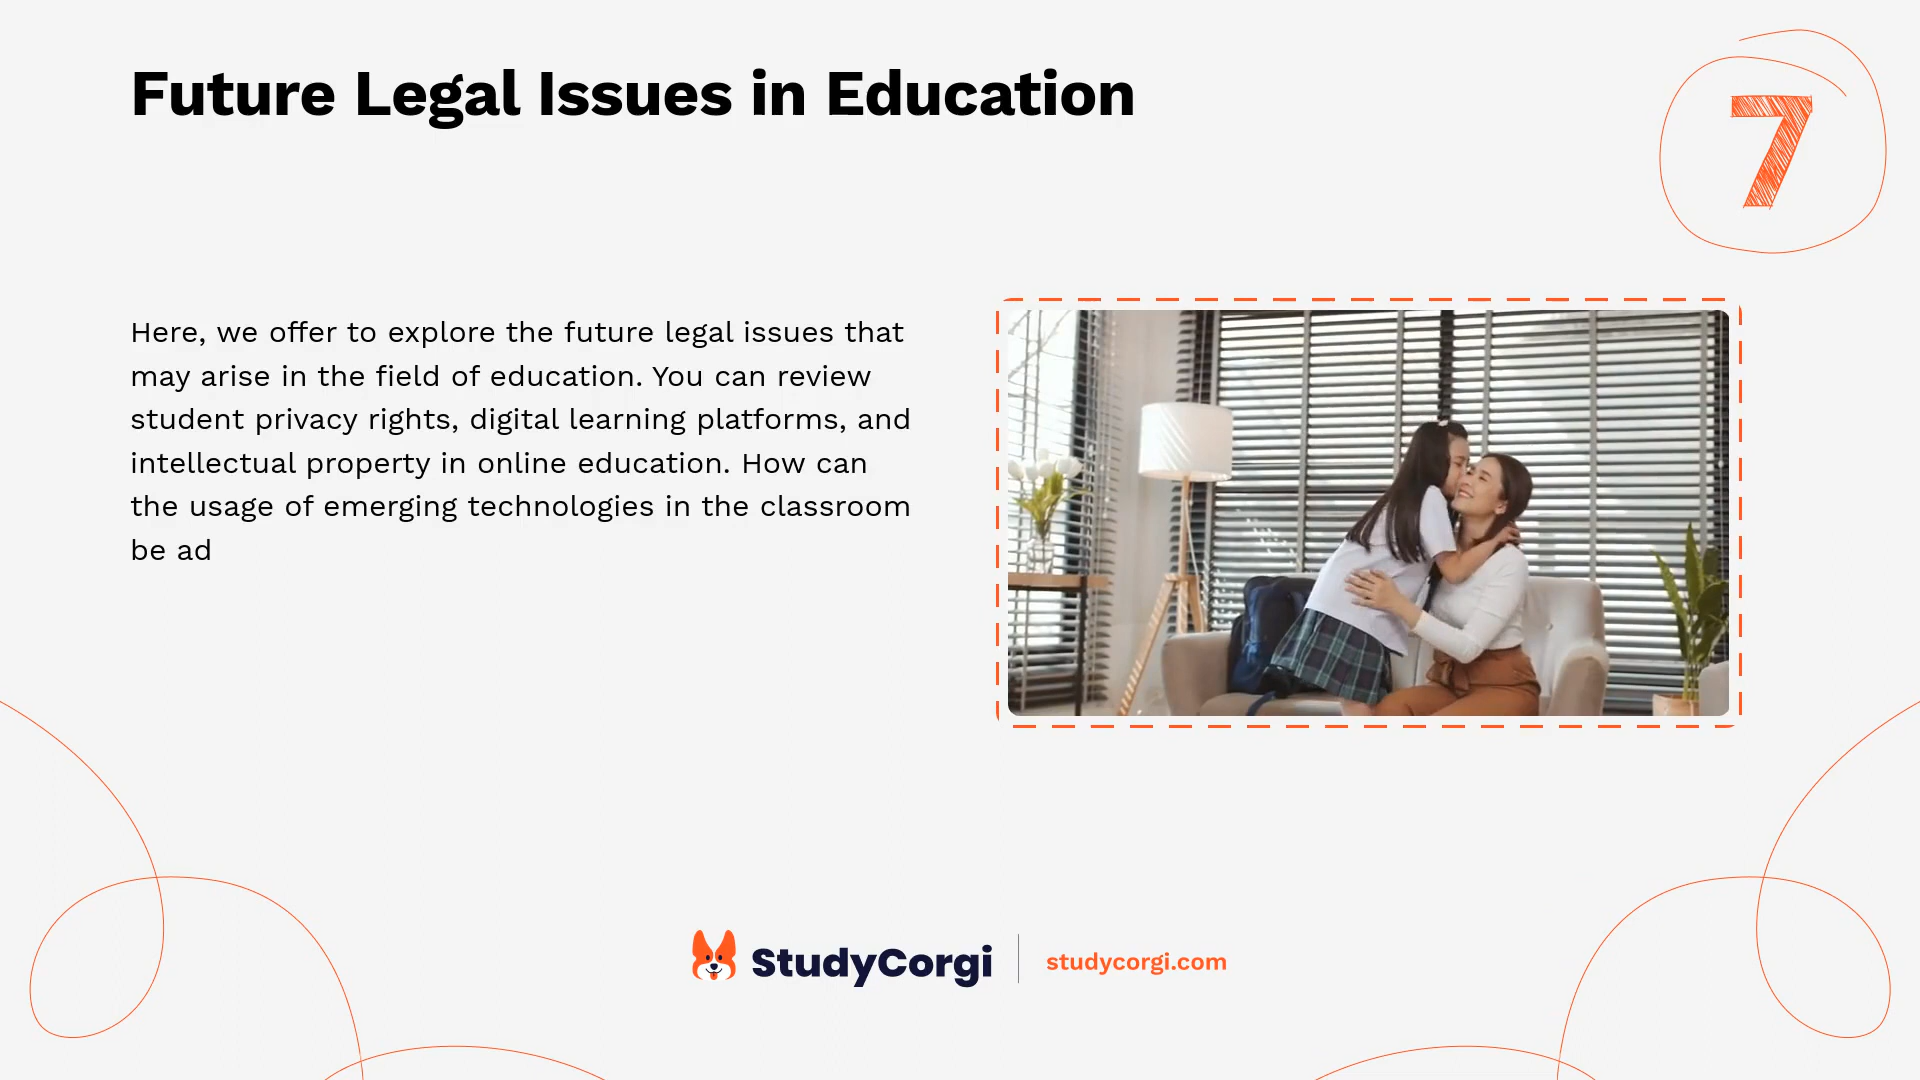 Future Legal Issues in Education
7
Here, we offer to explore the future legal issues that
may arise in the field of education. You can review
student privacy rights, digital learning platforms, and
intellectual property in online education. How can
the usage of emerging technologies in the classroom
be ad
StudyCorgi
studycorgi.com